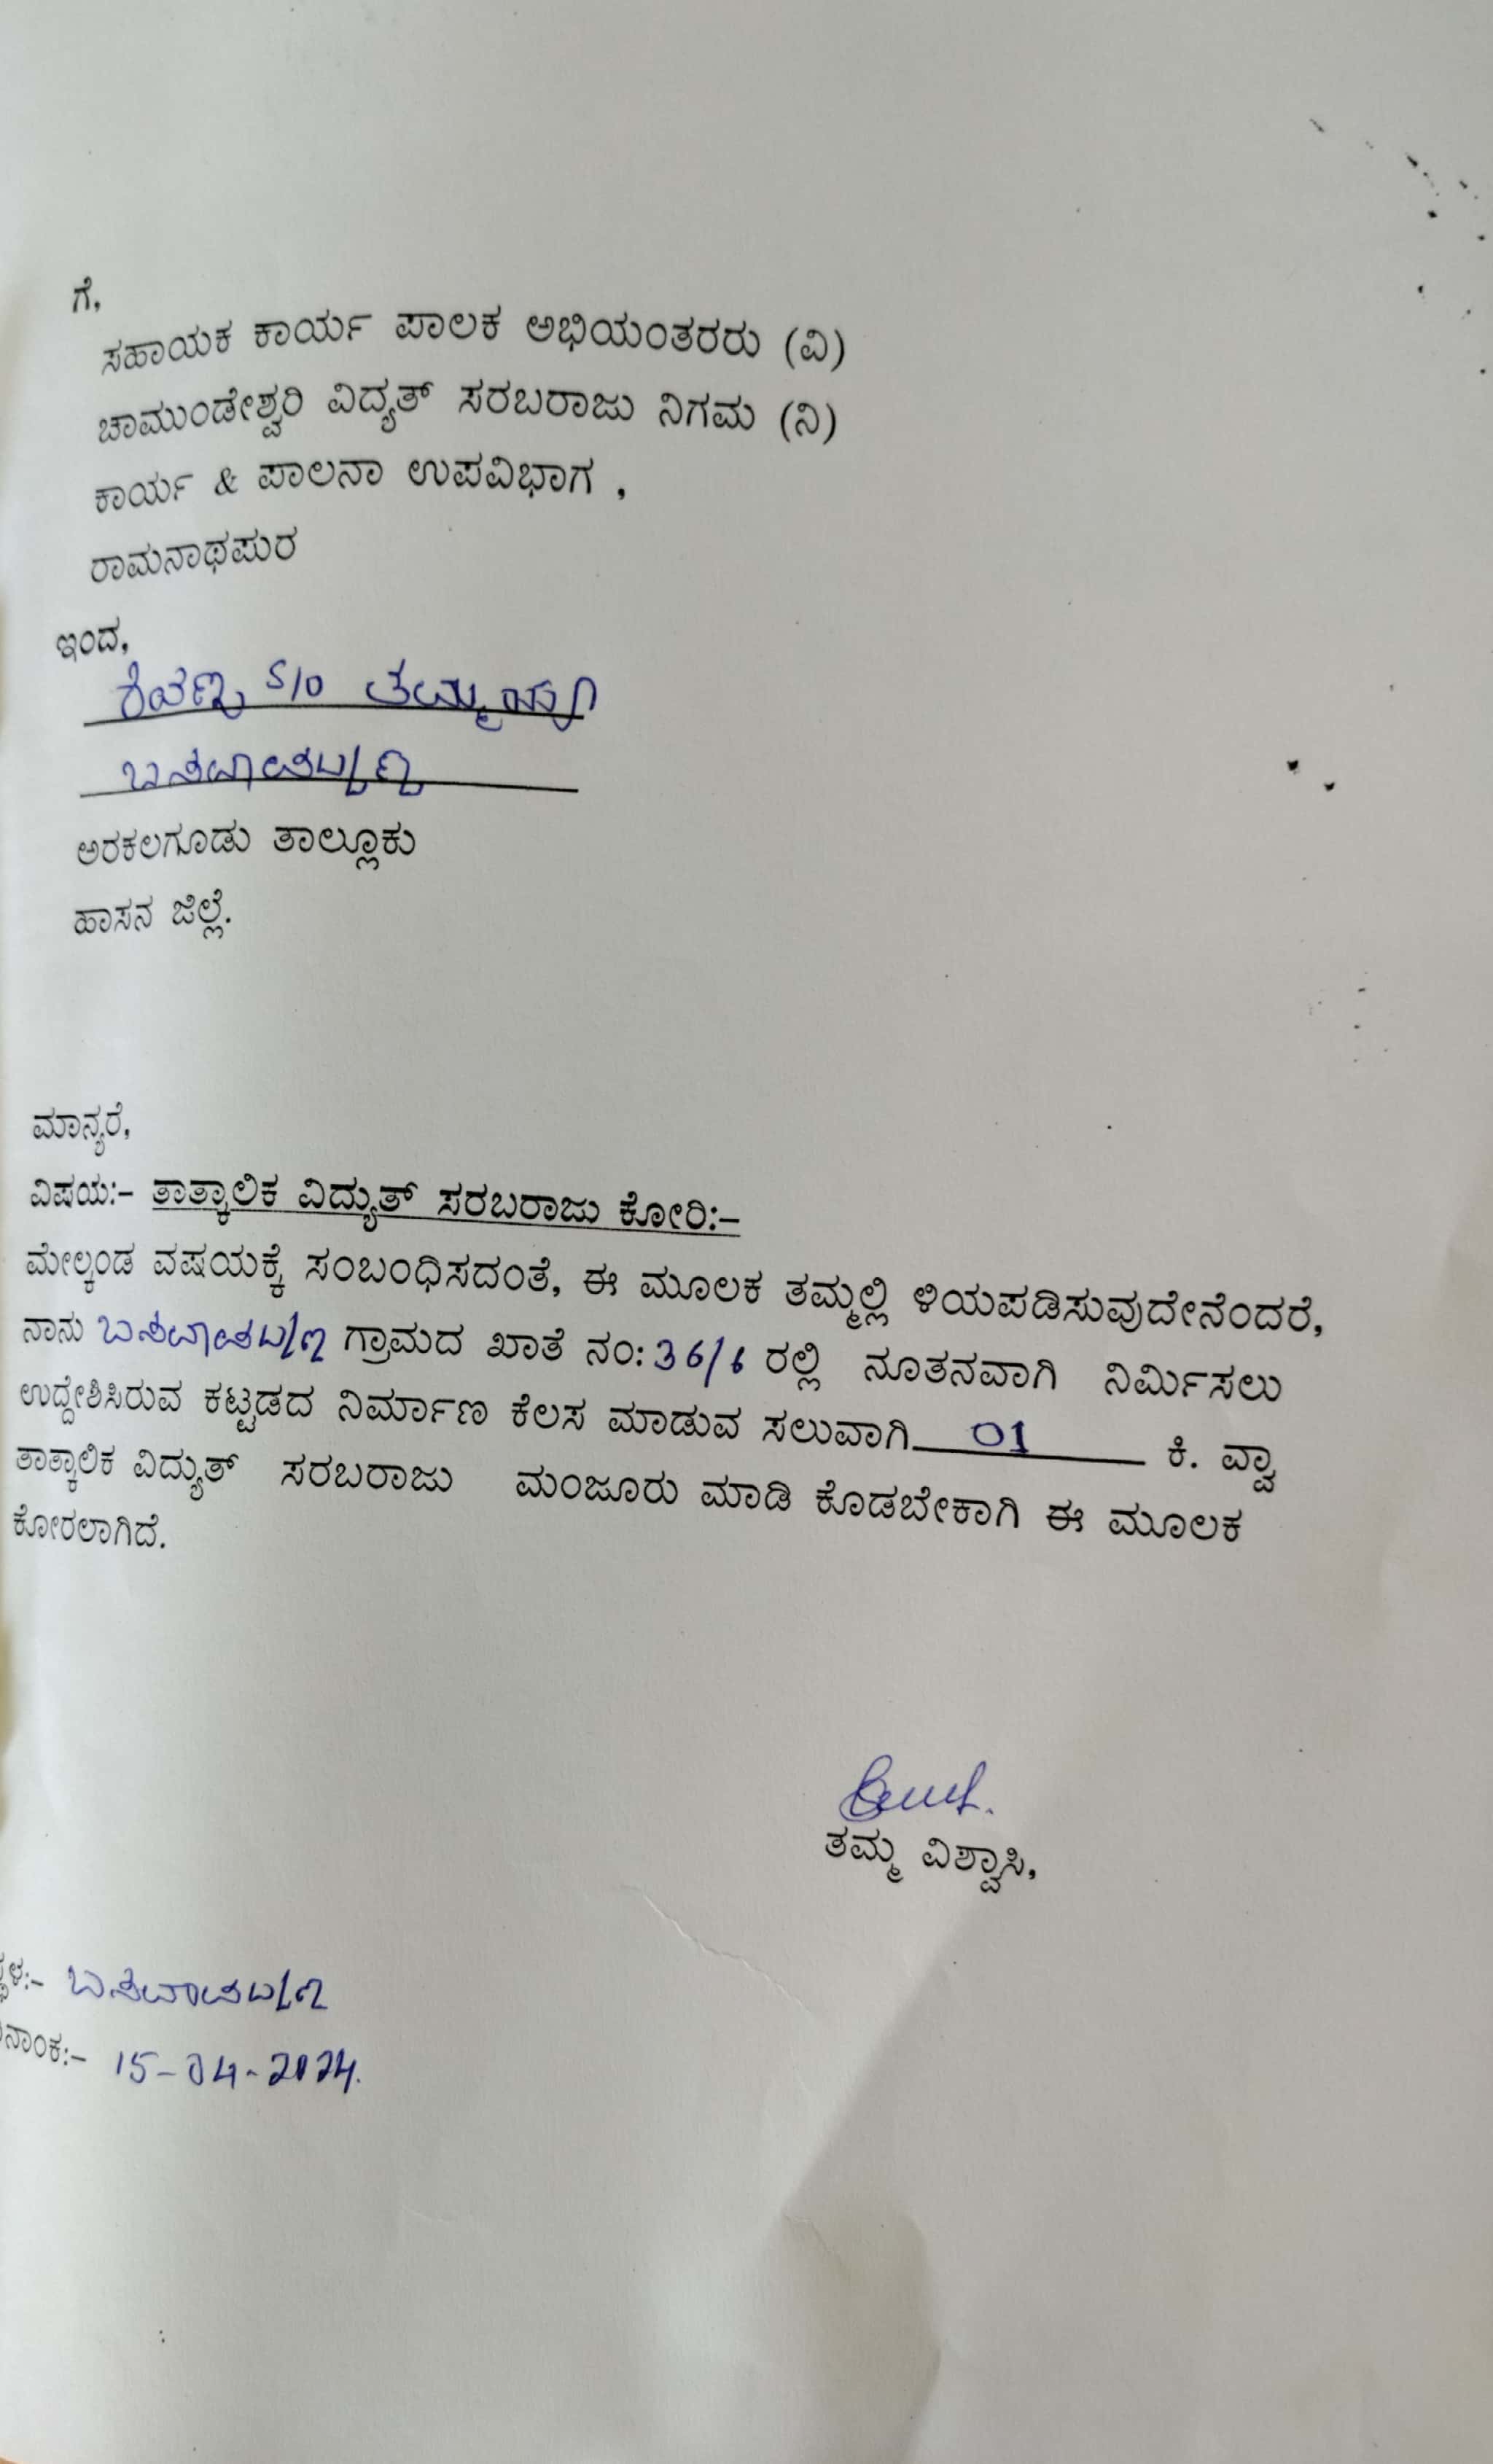 ಗೆ,
ಸಹಾಯಕ ಕಾರ್ಯ ಪಾಲಕ ಅಭಿಯಂತರರು (ವಿ)
ಚಾಮುಂಡೇಶ್ವರಿ ವಿದ್ಯತ್ ಸರಬರಾಜು ನಿಗಮ (ನಿ)
ಕಾರ್ಯ & ಪಾಲನಾ ಉಪವಿಭಾಗ ,
ರಾಮನಾಥಪುರ
ಇಂದ,
S/O
ಅರಕಲಗೂಡು ತಾಲ್ಲೂಕು
ಹಾಸನ ಜಿಲ್ಲೆ.
ಮಾನ್ಯರೆ,
ವಿಷಯ:- ತಾತ್ಕಾಲಿಕ ವಿದ್ಯುತ್ ಸರಬರಾಜು ಕೋರಿ:-
ಮೇಲ್ಕಂಡ ವಷಯಕ್ಕೆ ಸಂಬಂಧಿಸದಂತೆ, ಈ ಮೂಲಕ ತಮ್ಮಲ್ಲಿ ಳಿಯಪಡಿಸುವುದೇನೆಂದರೆ,
ನಾನು ಗ್ರಾಮದ ಖಾತೆ ನಂ: 36/6 ರಲ್ಲಿ ನೂತನವಾಗಿ ನಿರ್ಮಿಸಲು
ಉದ್ದೇಶಿಸಿರುವ ಕಟ್ಟಡದ ನಿರ್ಮಾಣ ಕೆಲಸ ಮಾಡುವ ಸಲುವಾಗಿ 01 ಕಿ. ವ್ಯಾ
ತಾತ್ಕಾಲಿಕ ವಿದ್ಯುತ್ ಸರಬರಾಜು ಮಂಜೂರು ಮಾಡಿ ಕೊಡಬೇಕಾಗಿ ಈ ಮೂಲಕ
ಕೋರಲಾಗಿದೆ.
ತಮ್ಮ ವಿಶ್ವಾಸಿ,
15-04-2024.